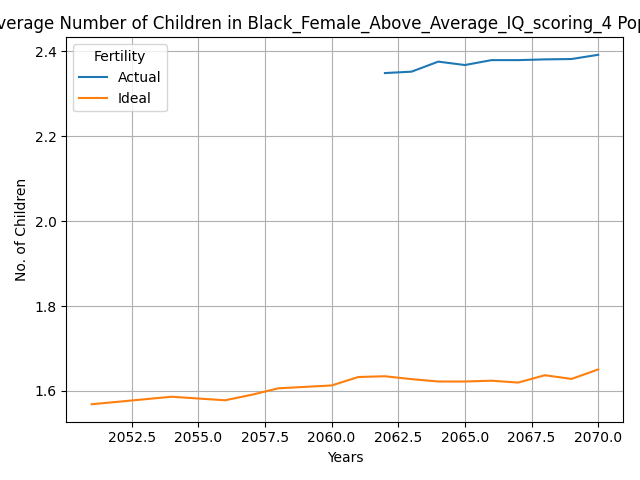 verage Number of Children in Black_Female_Above_Average_IQ_scoring_4 Pop
Fertility
Actual
Ideal
2.4
2.2
2.0
1.8
1.6
No. of Children
2052.5 2055.0 2057.5 2060.0 2062.5 2065.0 2067.5 2070.0
Years